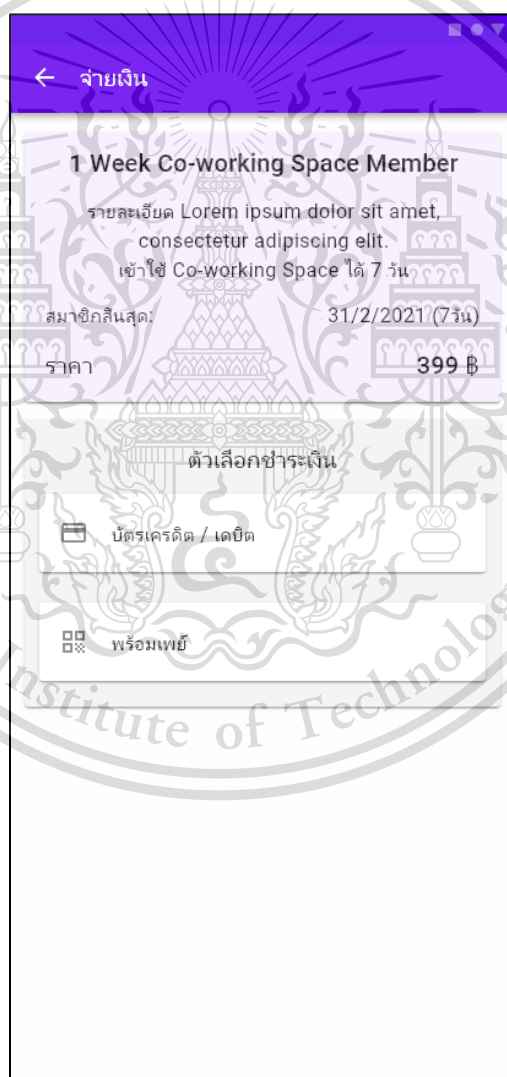 จ่ายเงิน
1 Week Co-working Space Member
รายละเอียด Lorem ipsum dolor sit amet,
consectetur adipiscing elit.
เข้าใช้ Co-working Space ได้ 7 วัน
สมาชิกสิ้นสุด: 31/2/2021 (7วัน)
ราคา 399 ฿
ตัวเลือกชำระเงิน
บัตรเครดิต / เดบิต
พร้อมเพย์
Institute of Technolo